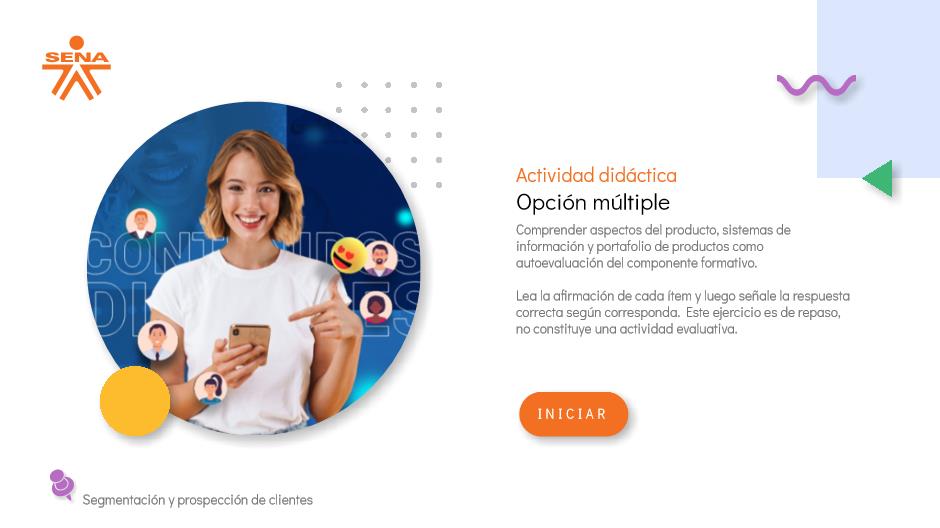 SENA
CONTENIDOS
DIGITALES
Actividad didáctica
Opción múltiple
Comprender aspectos del producto, sistemas de
información y portafolio de productos como
autoevaluación del componente formativo.
Lea la afirmación de cada ítem y luego señale la respuesta
correcta según corresponda. Este ejercicio es de repaso,
no constituye una actividad evaluativa.
INICIAR
Segmentación y prospección de clientes